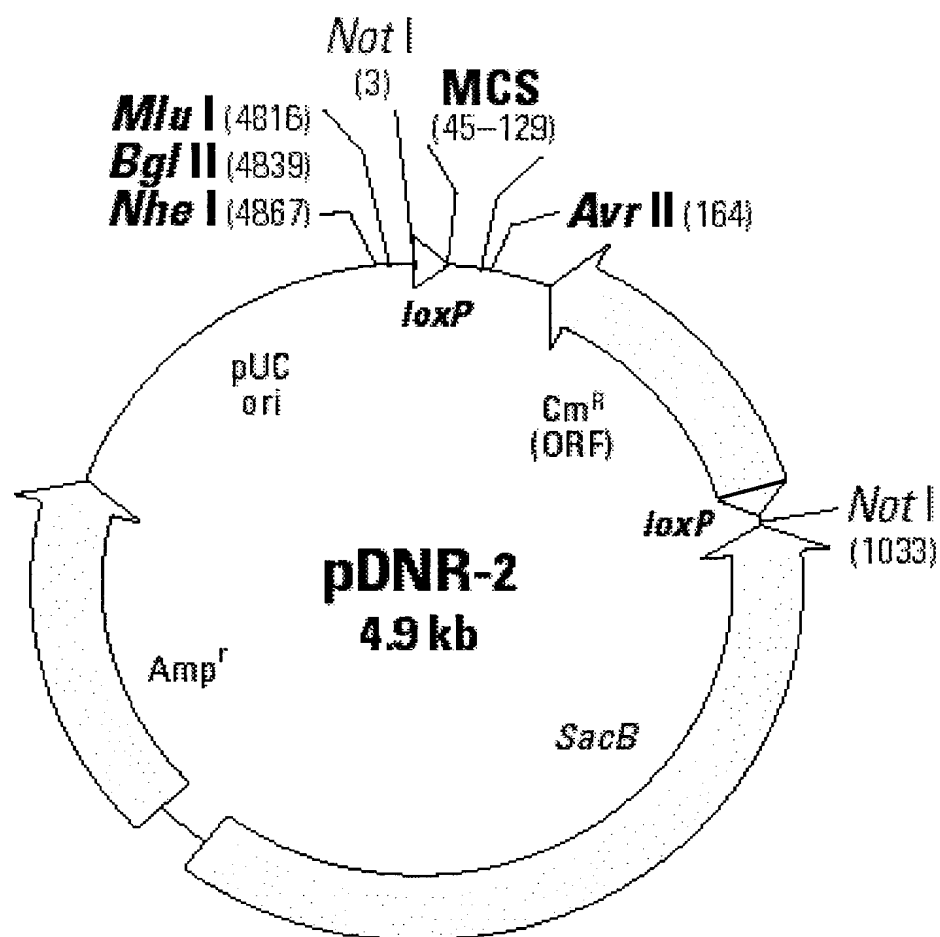 Not I
(3)
MCS
(45–129)
Mlu I (4816)
Bgl II (4839)
Nhe I (4867)
Avr II (164)
loxP
pUC
ori
Cm^R
(ORF)
loxP
Not I
(1033)
pDNR-2
4.9 kb
Amp^r
SacB